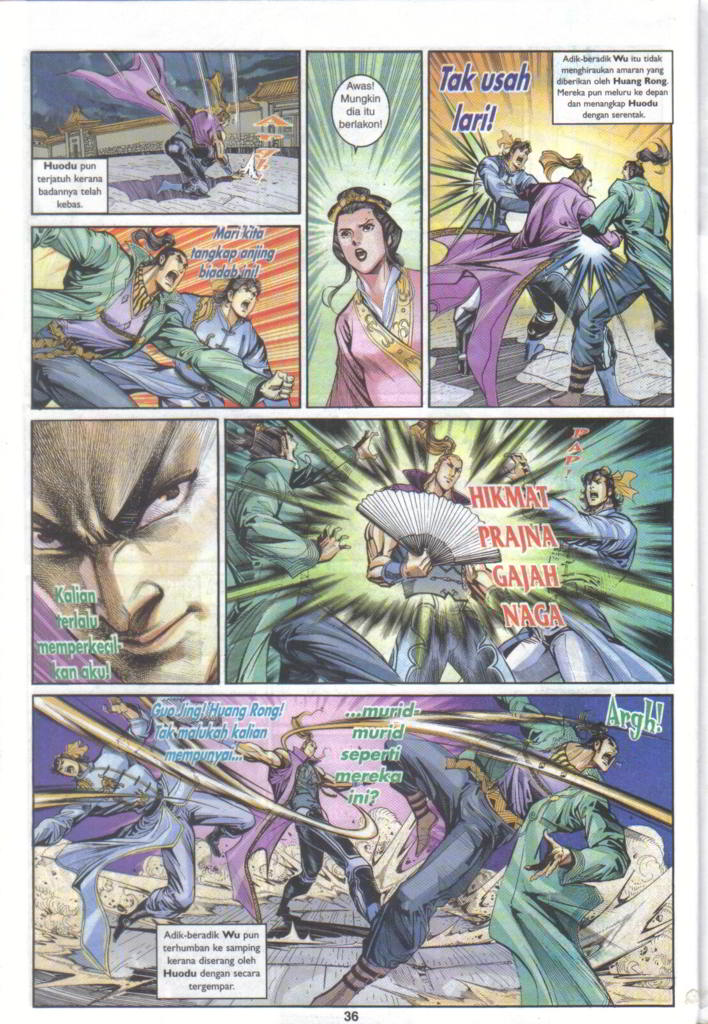 Huodu pun
terjatuh kerana
badannya telah
kebas.
Mari kita
tangkap anjing
biadab ini!
Awas!
Mungkin
dia itu
berlakon!
Tak usah
lari!
Adik-beradik Wu itu tidak
menghiraukan amaran yang
diberikan oleh Huang Rong.
Mereka pun meluru ke depan
dan menangkap Huodu
dengan serentak.
Kalian
terlalu
memperkecil-
kan aku!
PAP!
HIKMAT
PRAJNA
GAJAH
NAGA
Guo Jing! Huang Rong!
Tak malukah kalian
mempunyai...
...murid-
murid
seperti
mereka
ini?
Argh!
Adik-beradik Wu pun
terhumban ke samping
kerana diserang oleh
Huodu dengan secara
tergempar.
36